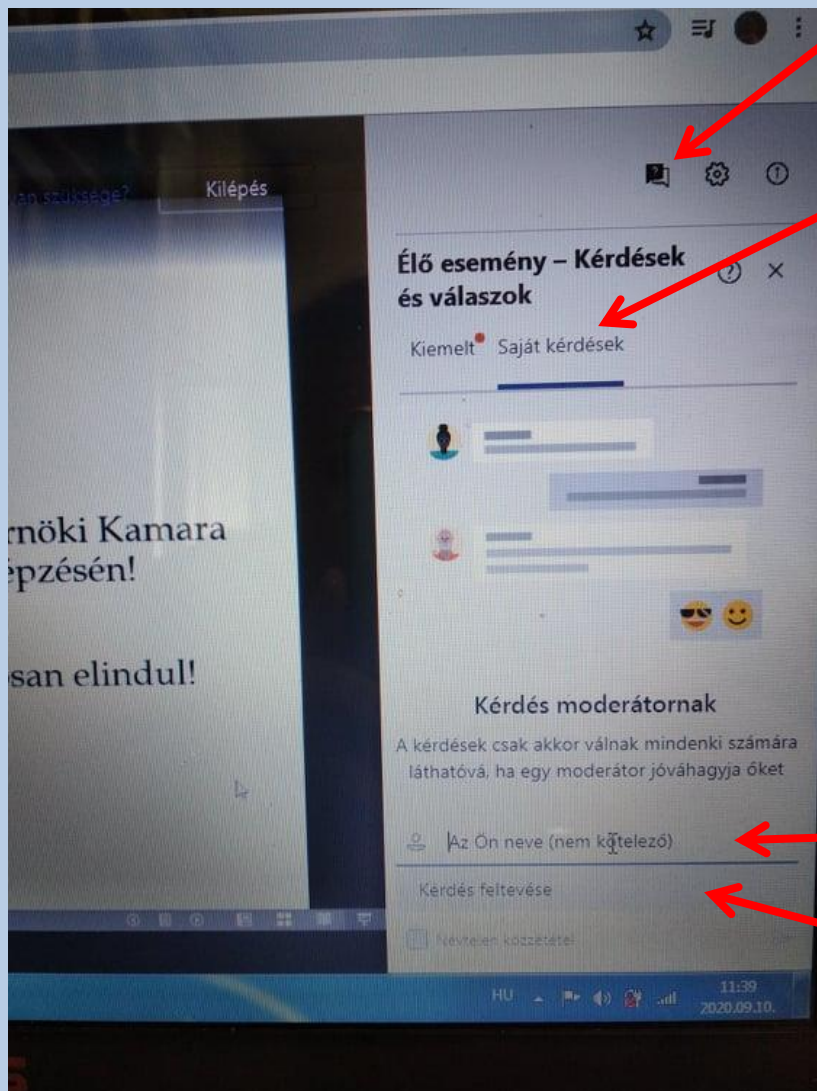 van szüksége?
Kilépés
Élő esemény – Kérdések
és válaszok
Kiemelt
Saját kérdések
rnöki Kamara
épzésén!
san elindul!
Kérdés moderátornak
A kérdések csak akkor válnak mindenki számára
láthatóvá, ha egy moderátor jóváhagyja őket
Az Ön neve (nem kötelező)
Kérdés feltevése
Névtelen közzététel
HU
11:39
2020.09.10.